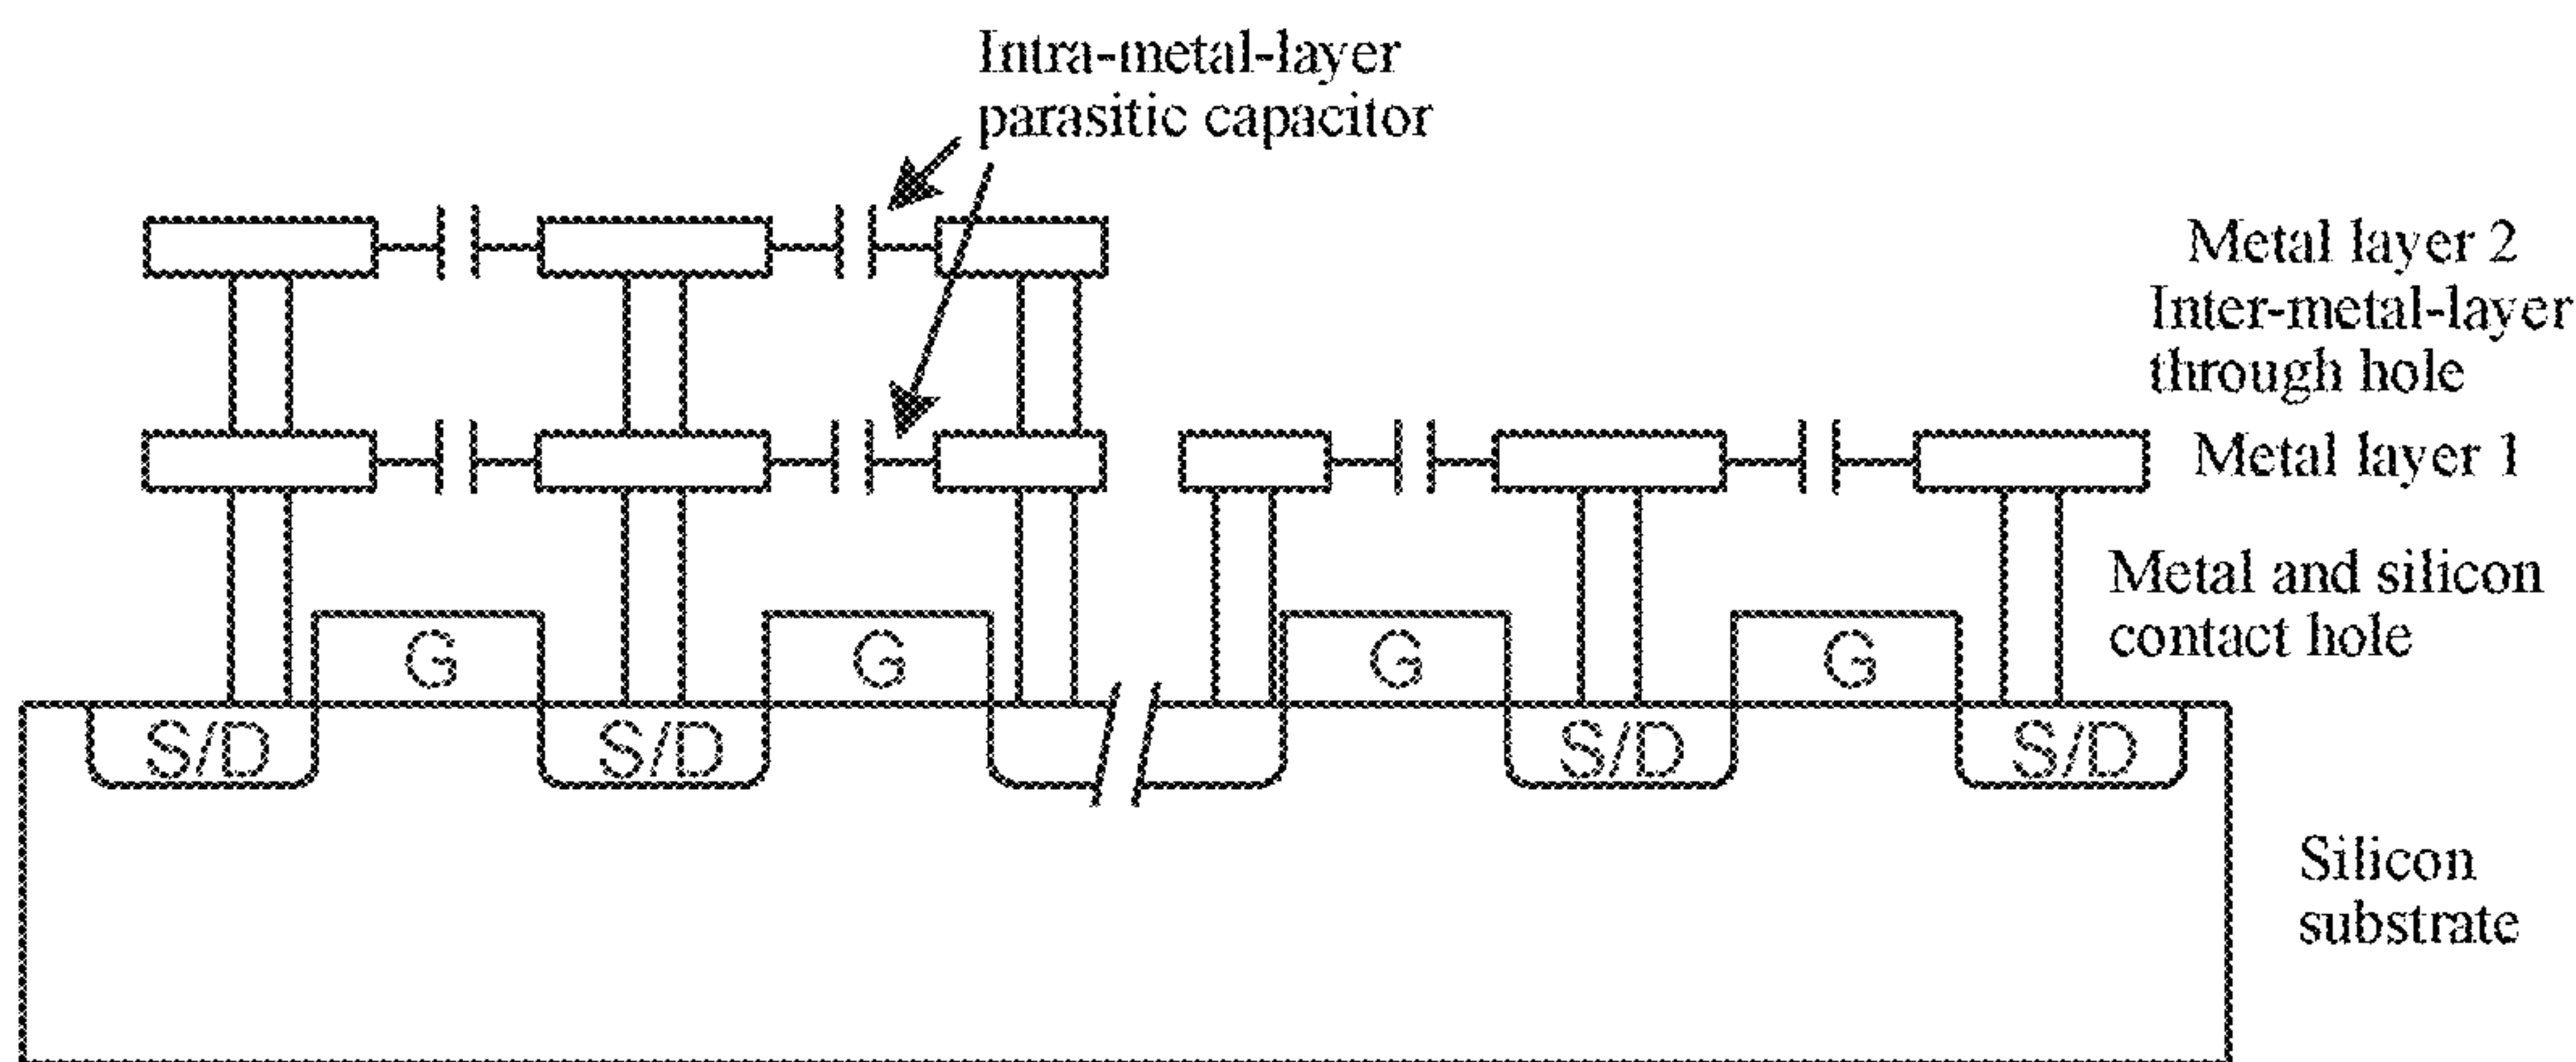 Intra-metal-layer
parasitic capacitor
Metal layer 2
Inter-metal-layer
through hole
Metal layer 1
Metal and silicon
contact hole
G
G
G
G
S/D
S/D
S/D
S/D
Silicon
substrate